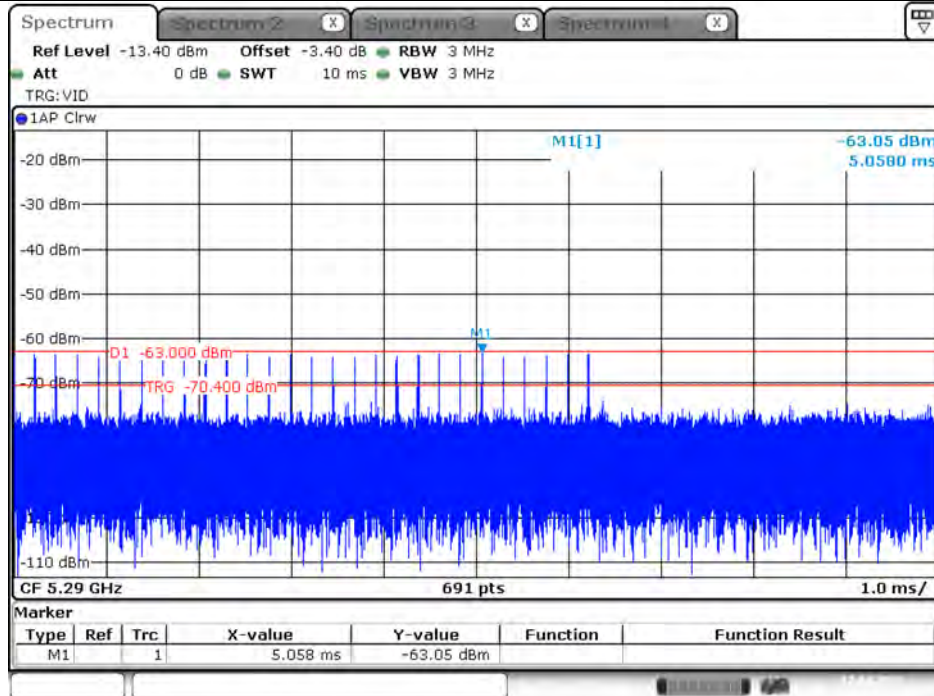 Spectrum Spectrum 2 X Spectrum 3 X Spectrum 4 X
Ref Level -13.40 dBm Offset -3.40 dB RBW 3 MHz
Att 0 dB SWT 10 ms VBW 3 MHz
TRG:VID
1AP Clrw
M1[1] -63.05 dBm
5.0580 ms
-20 dBm
-30 dBm
-40 dBm
-50 dBm
-60 dBm
M1
D1 -63.000 dBm
-70 dBm
TRG -70.400 dBm
-110 dBm
CF 5.29 GHz 691 pts 1.0 ms/
Marker
Type Ref Trc X-value Y-value Function Function Result
M1 1 5.058 ms -63.05 dBm